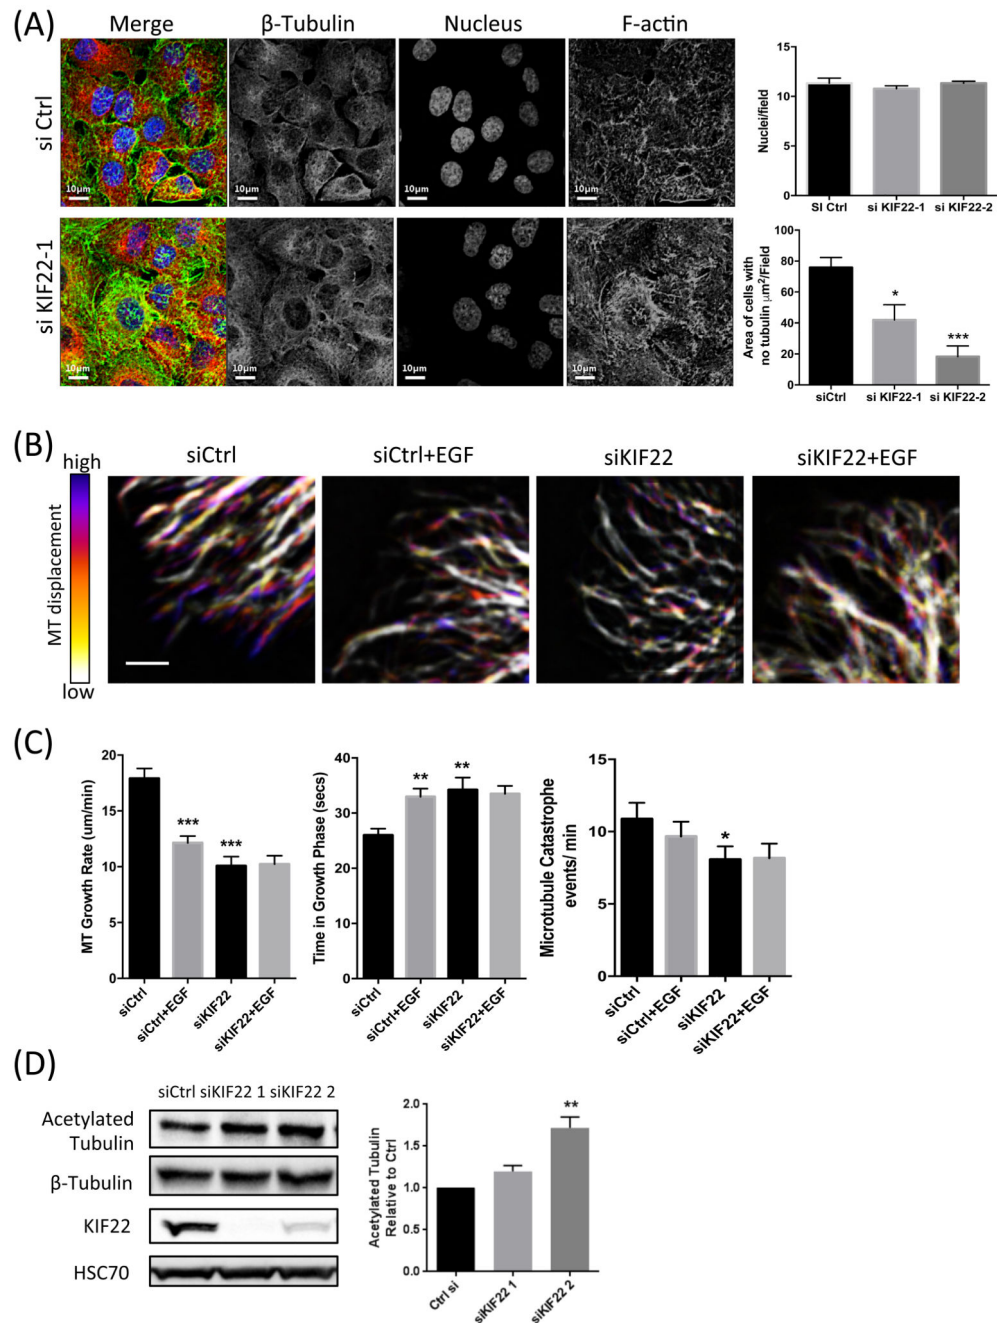 (A)
Merge
β-Tubulin
Nucleus
F-actin
si Ctrl
10μm
10μm
10μm
10μm
si KIF22-1
10μm
10μm
10μm
10μm
Nuclei/field
15
10
5
0
SI Ctrl
si KIF22-1
si KIF22-2
Area of cells with
no tubulin μm²/Field
100
80
60
40
20
0
*
***
siCtrl
si KIF22-1
si KIF22-2
(B)
high
MT displacement
low
siCtrl
siCtrl+EGF
siKIF22
siKIF22+EGF
(C)
MT Growth Rate (um/min)
20
15
10
5
0
***
***
siCtrl
siCtrl+EGF
siKIF22
siKIF22+EGF
Time in Growth Phase (secs)
40
30
20
10
0
**
**
siCtrl
siCtrl+EGF
siKIF22
siKIF22+EGF
Microtubule Catastrophe
events/ min
15
10
5
0
*
siCtrl
siCtrl+EGF
siKIF22
siKIF22+EGF
(D)
siCtrl siKIF22 1 siKIF22 2
Acetylated
Tubulin
β-Tubulin
KIF22
HSC70
Acetylated Tubulin
Relative to Ctrl
2.0
1.5
1.0
0.5
0.0
**
Ctrl si
siKIF22 1
siKIF22 2